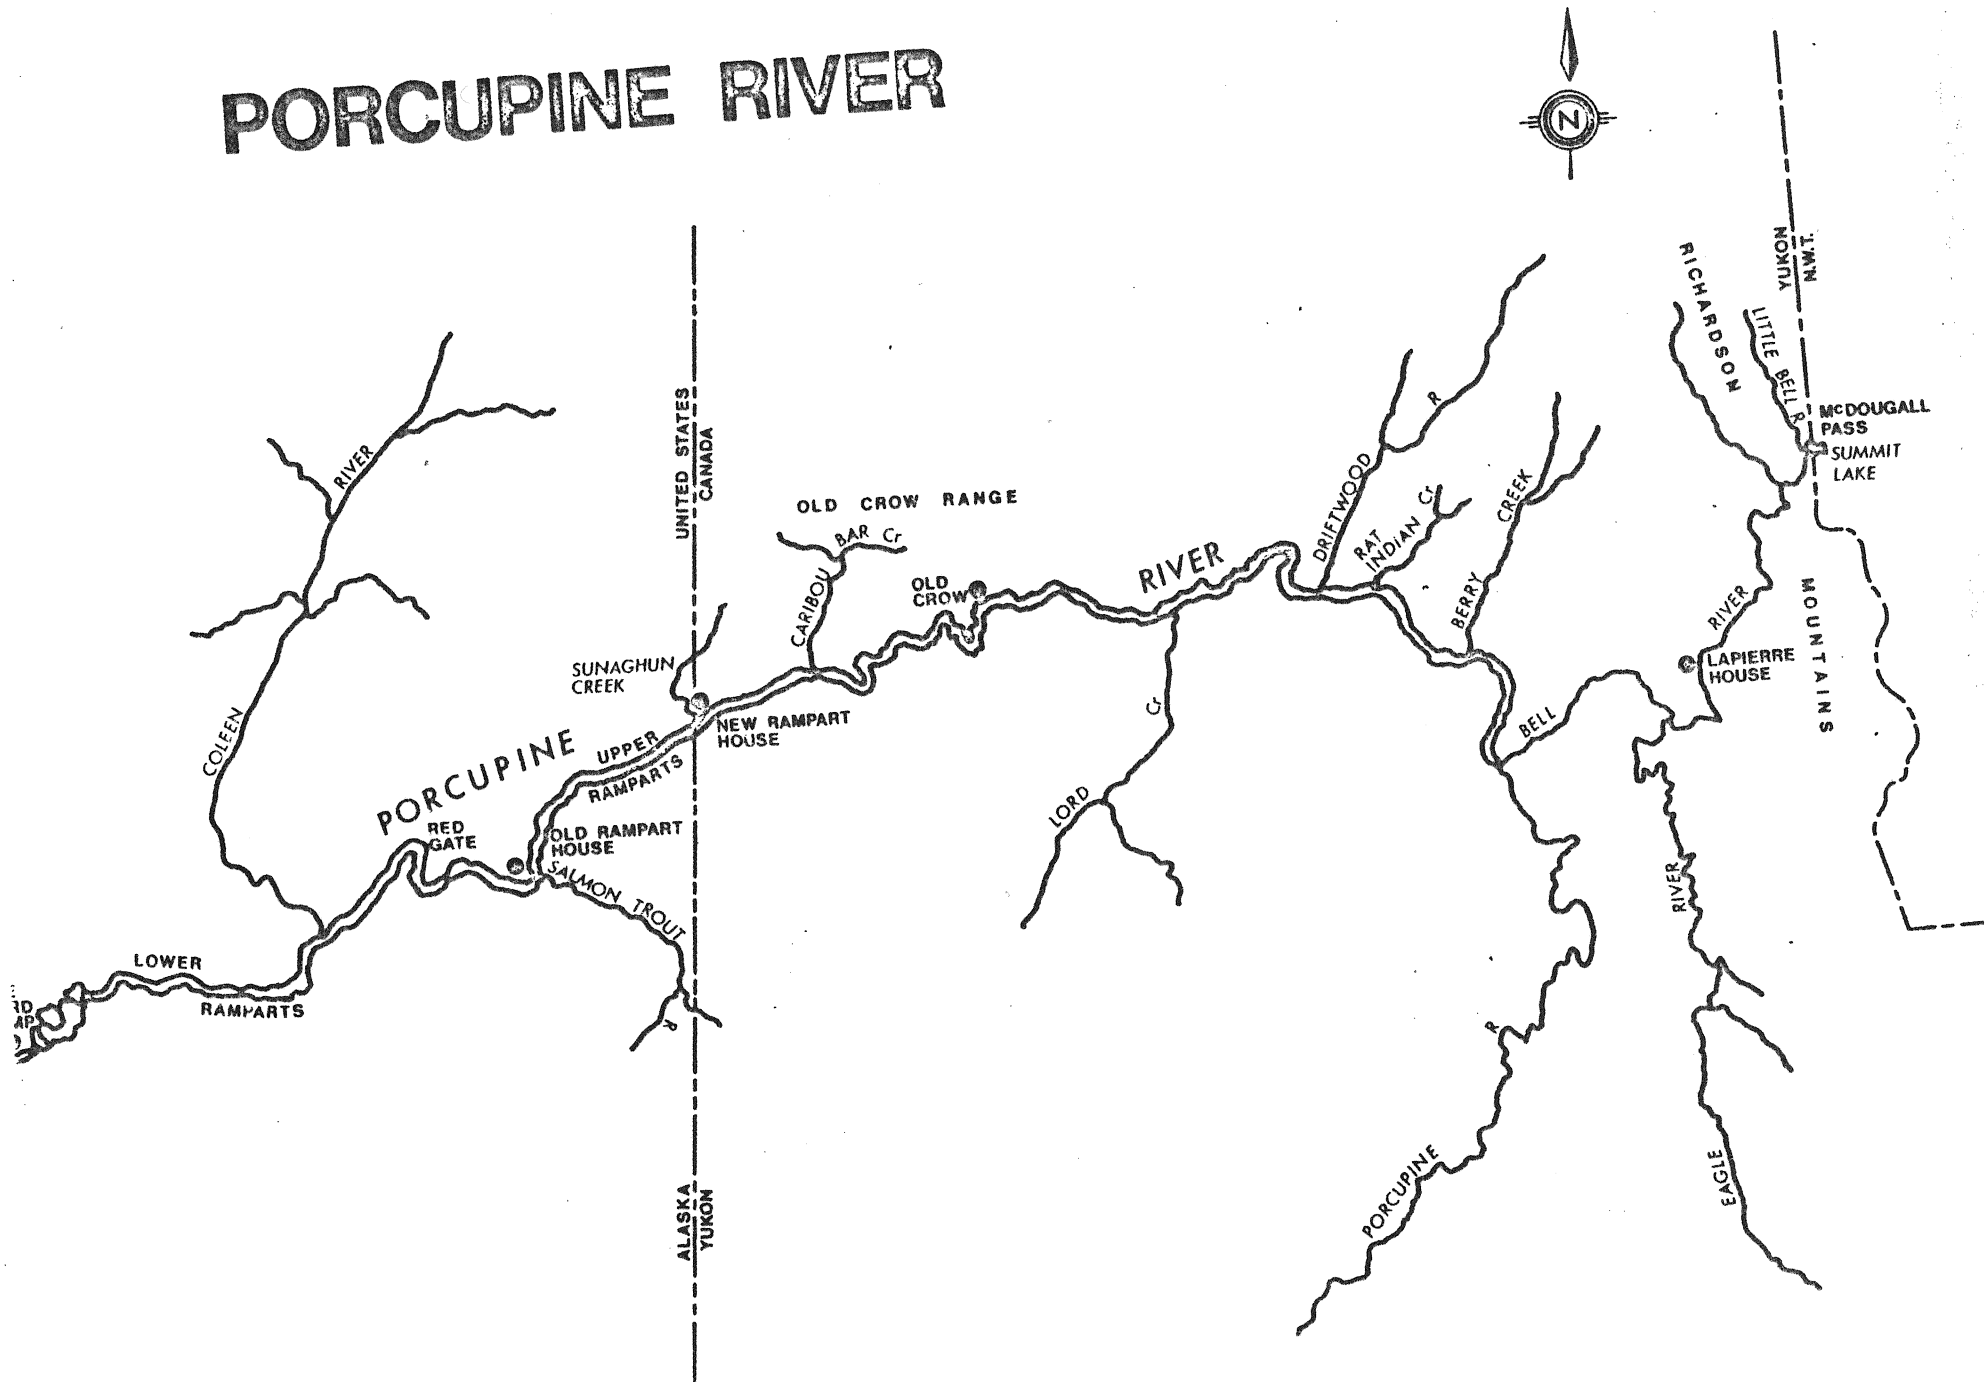 PORCUPINE RIVER
N
YUKON
N.W.T.
RICHARDSON
LITTLE BELL R
McDOUGALL
PASS
SUMMIT
LAKE
UNITED STATES
CANADA
RIVER
OLD CROW RANGE
BAR Cr
CARIBOU
OLD
CROW
RIVER
DRIFTWOOD R
RAT
INDIAN Cr
BERRY CREEK
RIVER
MOUNTAINS
LAPIERRE
HOUSE
SUNAGHUN
CREEK
NEW RAMPART
HOUSE
COLEEN
PORCUPINE
UPPER
RAMPARTS
BELL
Cr
LORD
RED
GATE
OLD RAMPART
HOUSE
SALMON TROUT
R
RIVER
LOWER
RAMPARTS
R
PORCUPINE
EAGLE
ALASKA
YUKON